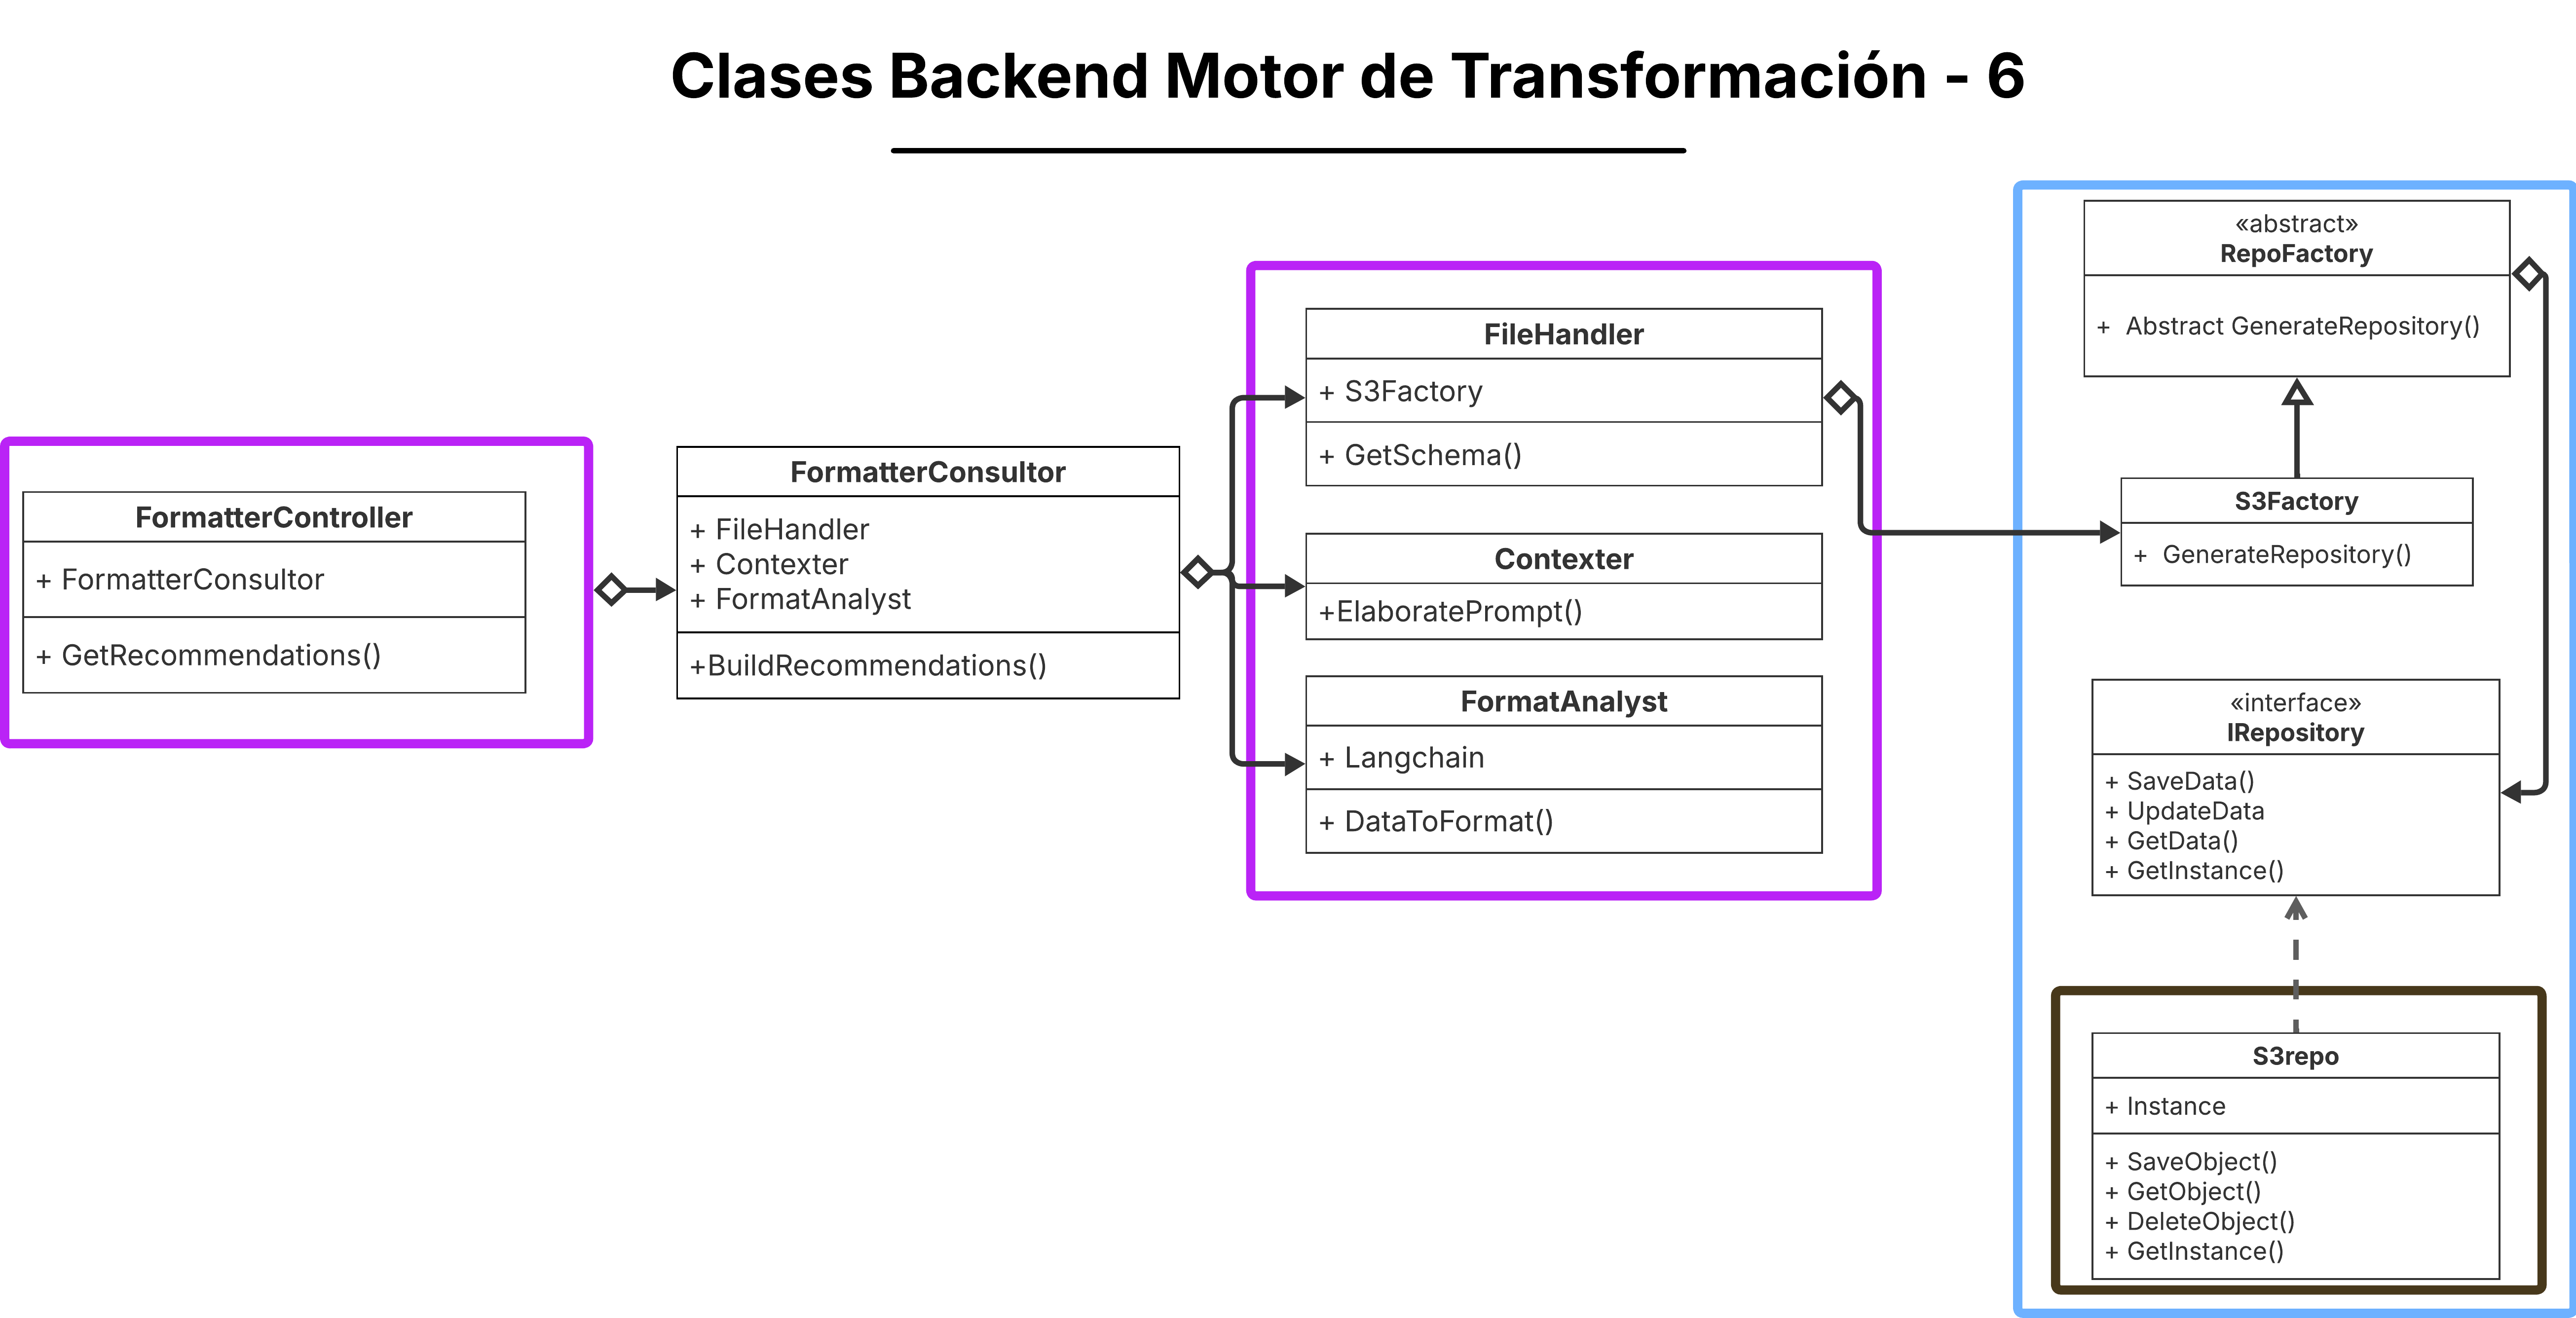 Clases Backend Motor de Transformación - 6
FormatterController
+ FormatterConsultor
+ GetRecommendations()
FormatterConsultor
+ FileHandler
+ Contexter
+ FormatAnalyst
+BuildRecommendations()
FileHandler
+ S3Factory
+ GetSchema()
Contexter
+ElaboratePrompt()
FormatAnalyst
+ Langchain
+ DataToFormat()
«abstract»
RepoFactory
+ Abstract GenerateRepository()
S3Factory
+ GenerateRepository()
«interface»
IRepository
+ SaveData()
+ UpdateData
+ GetData()
+ GetInstance()
S3repo
+ Instance
+ SaveObject()
+ GetObject()
+ DeleteObject()
+ GetInstance()